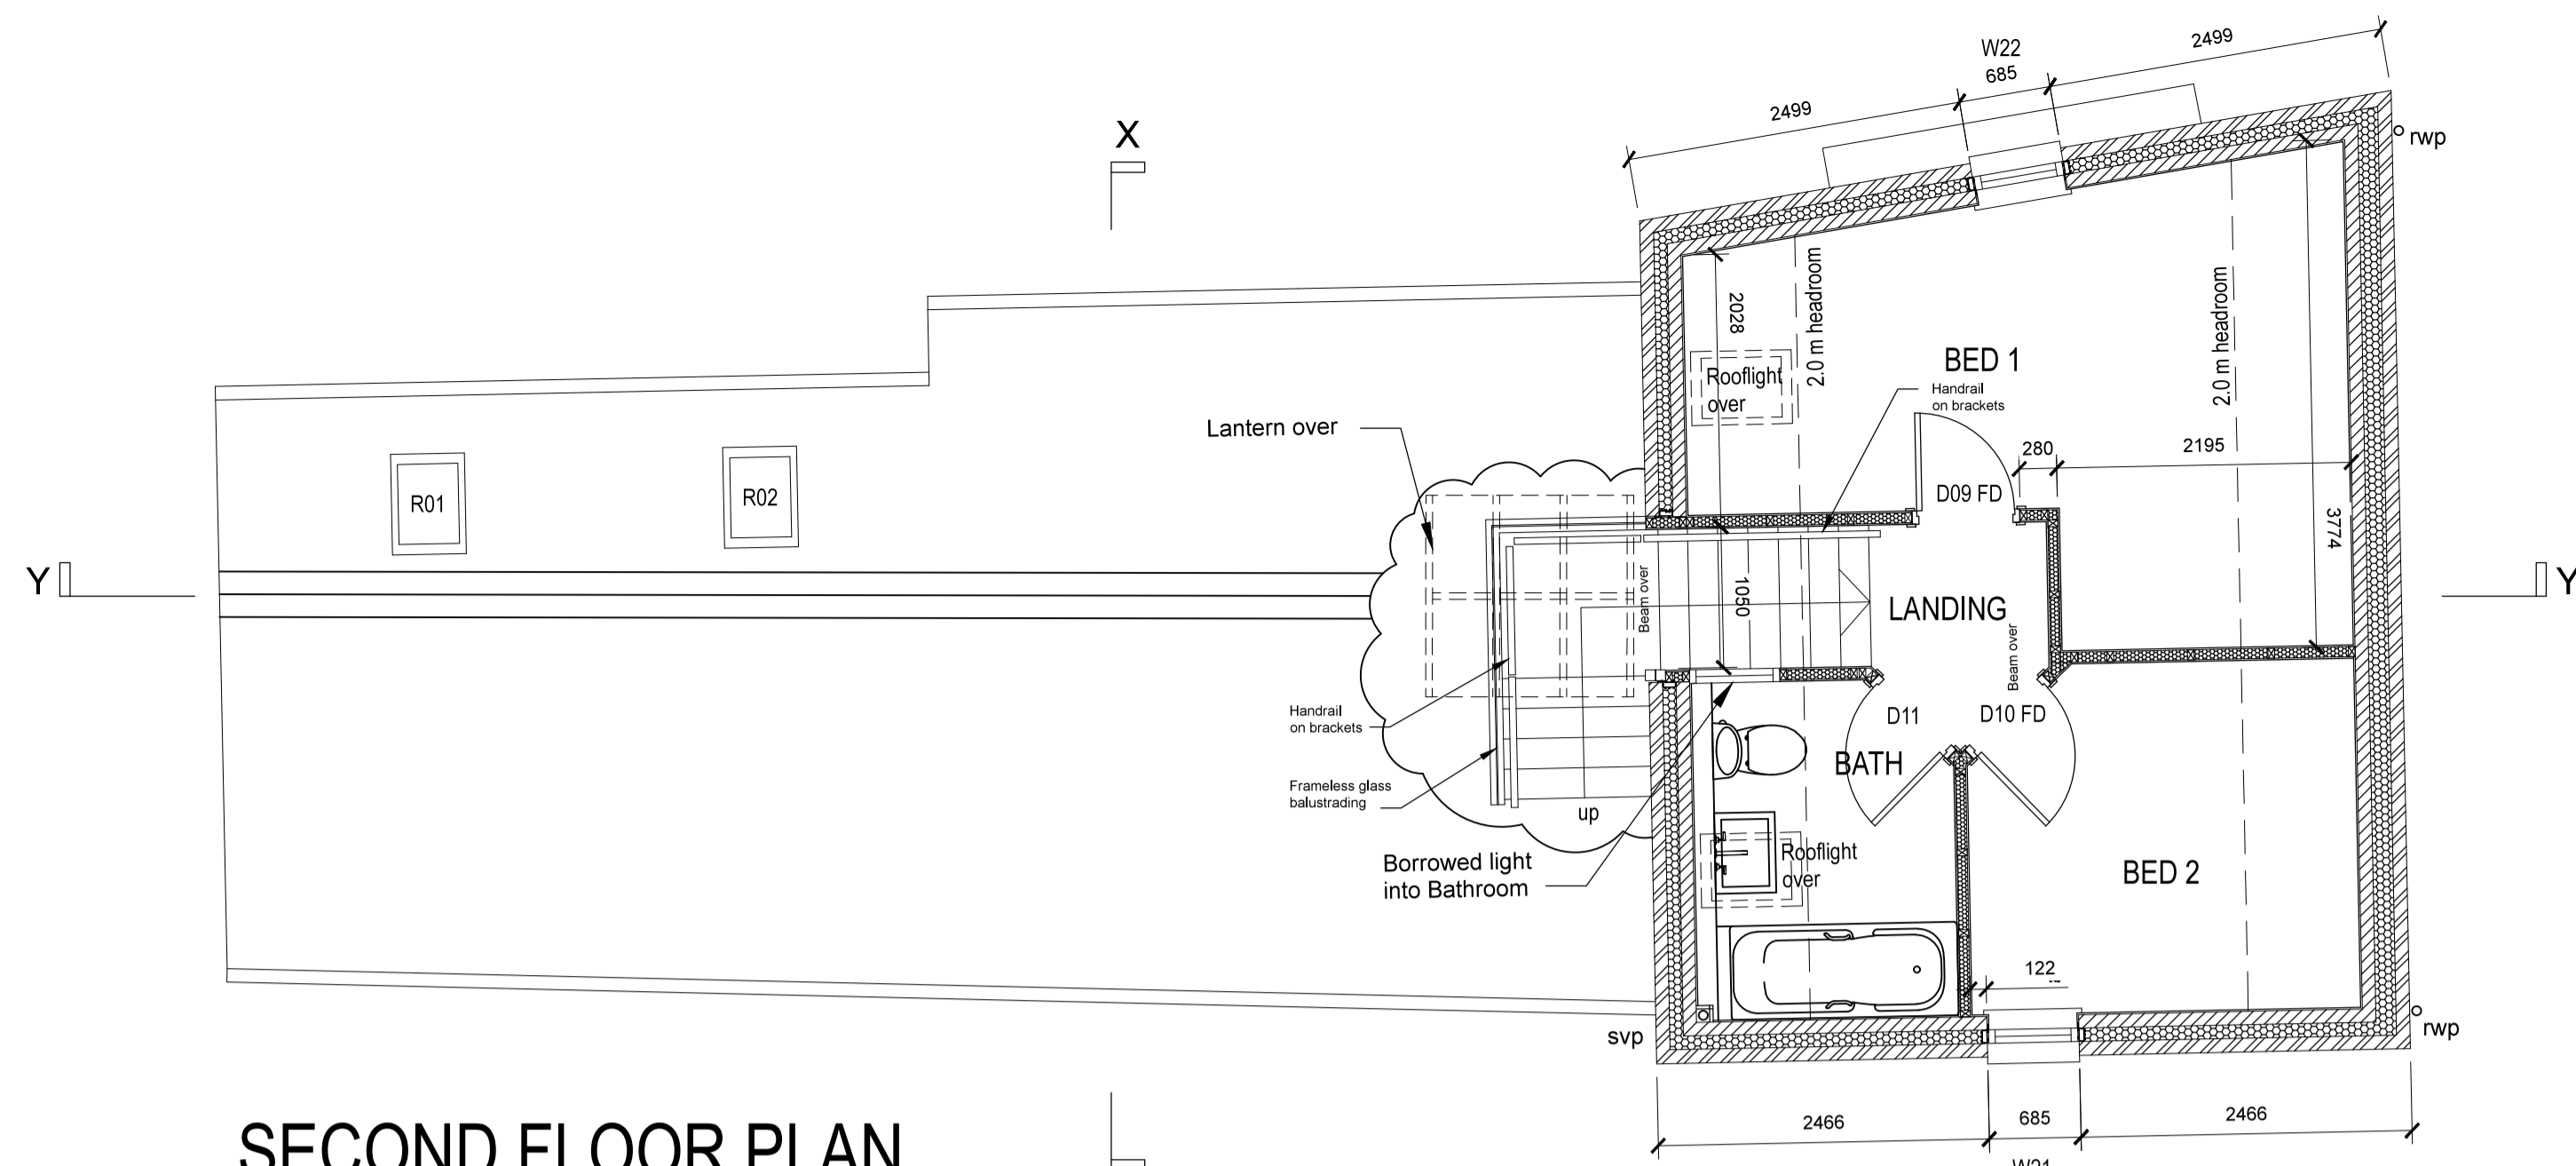 W22
2499
685
2499
X
rwp
2.0 m headroom
2028
2.0 m headroom
BED 1
Rooflight
over
Handrail
on brackets
Lantern over
280
2195
R01
R02
D09 FD
3774
Y
Y
Beam over
1050
LANDING
Beam over
Handrail
on brackets
D11
D10 FD
BATH
Frameless glass
balustrading
up
Rooflight
over
Borrowed light
into Bathroom
BED 2
122
svp
rwp
2466
685
2466
W21
SECOND FLOOR PLAN